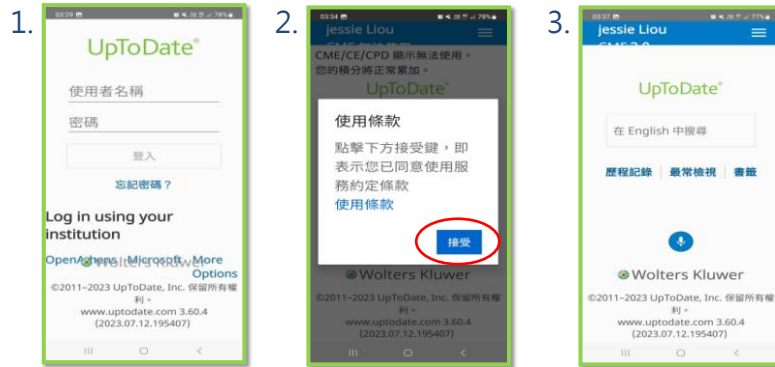 1.
03:29
78%
UpToDate®
使用者名稱
密碼
登入
忘記密碼？
Log in using your
institution
OpenAthens Microsoft More
Options
Wolters Kluwer
©2011–2023 UpToDate, Inc. 保留所有權
利。
www.uptodate.com 3.60.4
(2023.07.12.195407)
2.
03:34
78%
jessie Liou
CME/CE/CPD 顯示無法使用。
您的積分將正常累加。
UpToDate®
使用條款
點擊下方接受鍵，即
表示您已同意使用服
務約定條款
使用條款
接受
Wolters Kluwer
©2011–2023 UpToDate, Inc. 保留所有權
利。
www.uptodate.com 3.60.4
(2023.07.12.195407)
3.
03:37
77%
jessie Liou
CME 2.0
UpToDate®
在 English 中搜尋
歷程記錄
最常檢視
書籤
Wolters Kluwer
©2011–2023 UpToDate, Inc. 保留所有權
利。
www.uptodate.com 3.60.4
(2023.07.12.195407)